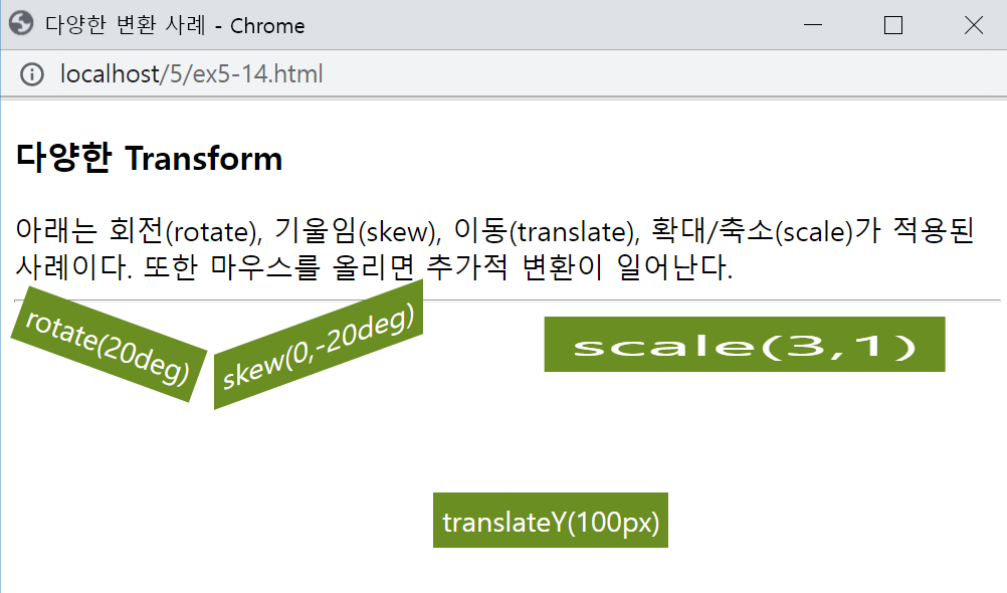 다양한 변환 사례 - Chrome
localhost/5/ex5-14.html
다양한 Transform
아래는 회전(rotate), 기울임(skew), 이동(translate), 확대/축소(scale)가 적용된
사례이다. 또한 마우스를 올리면 추가적 변환이 일어난다.
rotate(20deg)
skew(0,-20deg)
scale(3,1)
translateY(100px)